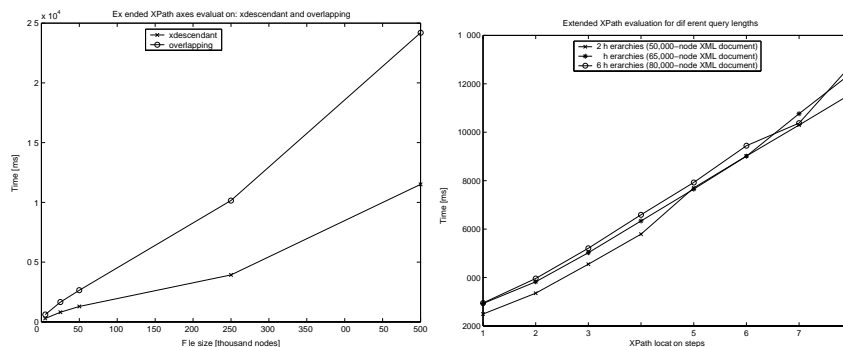 Ex ended XPath axes evaluat on: xdescendant and overlapping
2 5 x 10⁴
xdescendant
overlapping
2
1 5
1
0 5
0
Time [ms]
0 50 100 150 200 250 300 350 00 50 500
F le size [thousand nodes]
Extended XPath evaluation for dif erent query lengths
1 000
2 h erarchies (50,000−node XML document)
h erarchies (65,000−node XML document)
6 h erarchies (80,000−node XML document)
12000
10000
8000
6000
000
2000
Time [ms]
1 2 3 4 5 6 7
XPath locat on steps